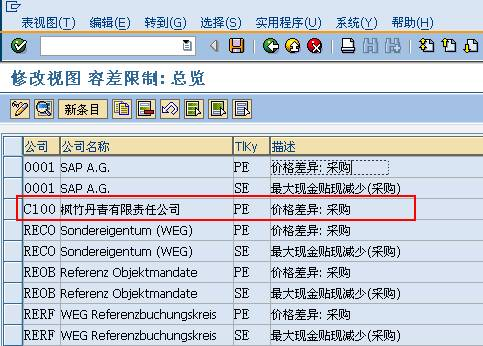 表视图(T) 编辑(E) 转到(G) 选择(S) 实用程序(U) 系统(Y) 帮助(H)
修改视图 容差限制: 总览
新条目
公司 公司名称 TlKy 描述
0001 SAP A.G. PE 价格差异: 采购
0001 SAP A.G. SE 最大现金贴现减少(采购)
C100 枫竹丹青有限责任公司 PE 价格差异: 采购
RECO Sondereigentum (WEG) PE 价格差异: 采购
RECO Sondereigentum (WEG) SE 最大现金贴现减少(采购)
REOB Referenz Objektmandate PE 价格差异: 采购
REOB Referenz Objektmandate SE 最大现金贴现减少(采购)
RERF WEG Referenzbuchungskreis PE 价格差异: 采购
RERF WEG Referenzbuchungskreis SE 最大现金贴现减少(采购)